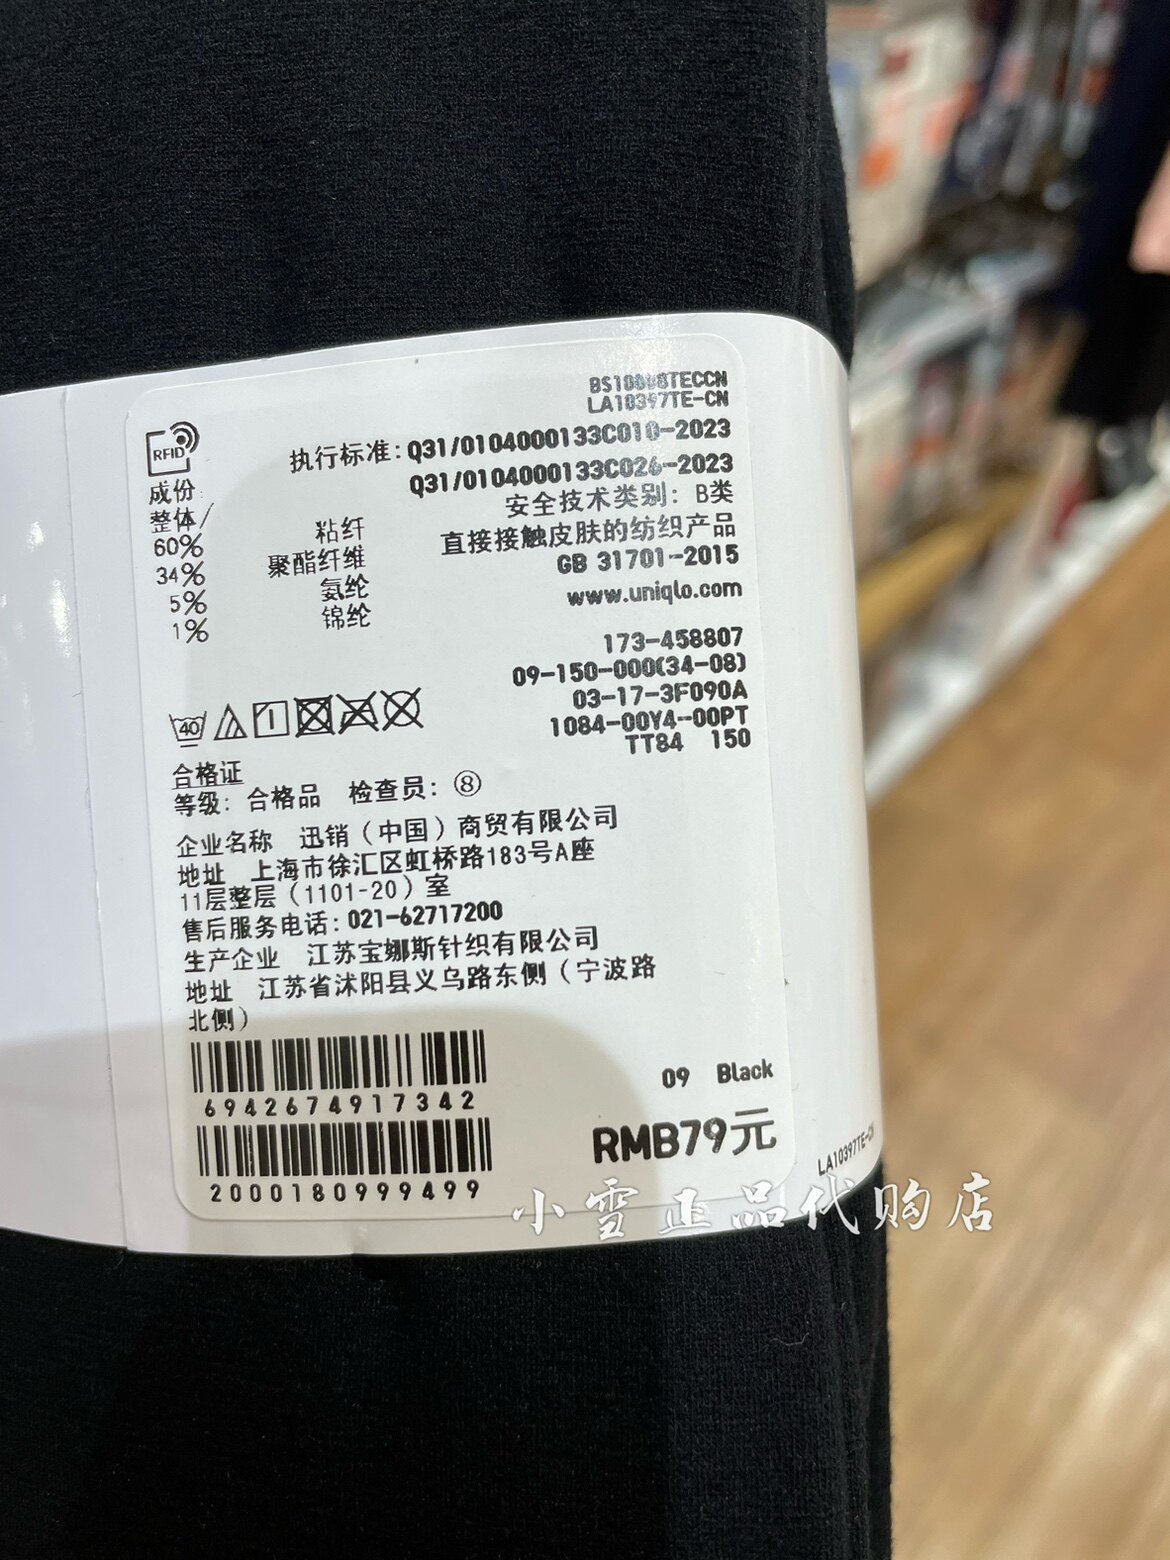 LA10397TE-CN
RFID
执行标准: Q31/0104000133C010-2023
Q31/0104000133C026-2023
安全技术类别: B类
直接接触皮肤的纺织产品
GB 31701-2015
www.uniqlo.com
成份:
整体/
60% 粘纤
34% 聚酯纤维
5% 氨纶
1% 锦纶
173-458807
09-150-000(34-08)
03-17-3F090A
1084-00Y4-00PT
TT84 150
40
合格证
等级: 合格品 检查员: ⑧
企业名称 迅销（中国）商贸有限公司
地址 上海市徐汇区虹桥路183号A座
11层整层（1101-20）室
售后服务电话: 021-62717200
生产企业 江苏宝娜斯针织有限公司
地址 江苏省沭阳县义乌路东侧（宁波路
北侧）
6942674917342
2000180999499
09 Black
RMB79元
LA10397TE-CN
小雪正品代购店